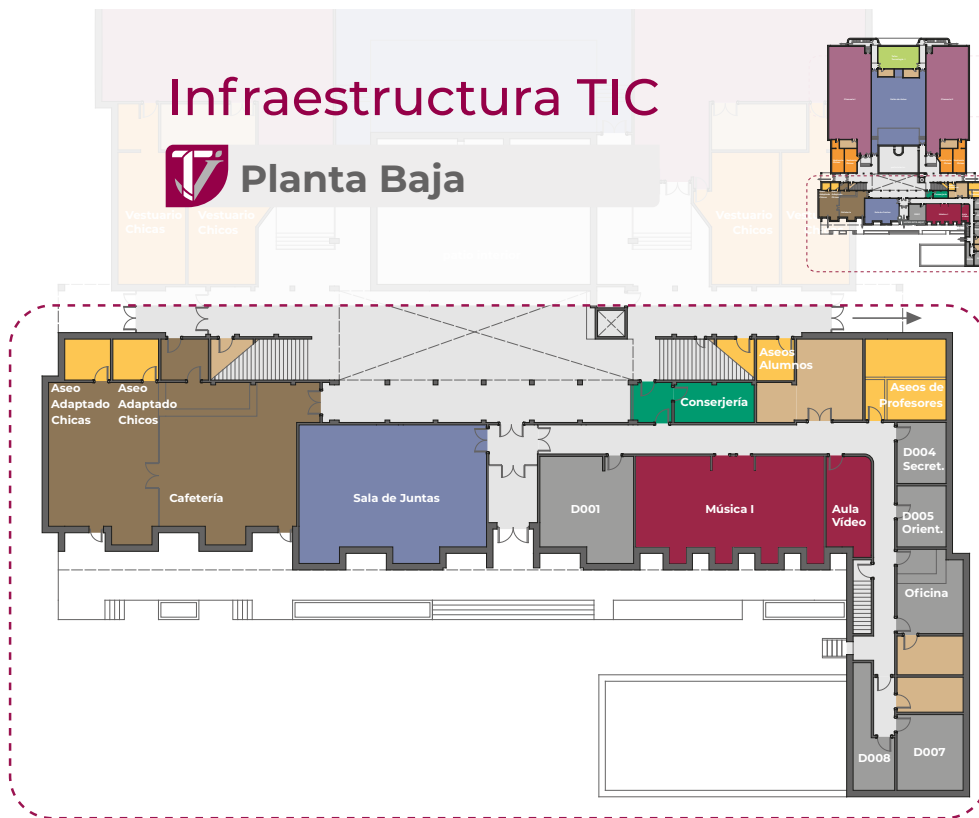 Infraestructura TIC
Planta Baja
Vestuario
Chicas
Vestuario
Chicos
Vestuario
Chicos
Aseo
Adaptado
Chicas
Aseo
Adaptado
Chicos
Aseos
Alumnos
Conserjería
Aseos de
Profesores
D004
Secret.
Cafetería
Sala de Juntas
D001
Música I
Aula
Vídeo
D005
Orient.
Oficina
D008
D007